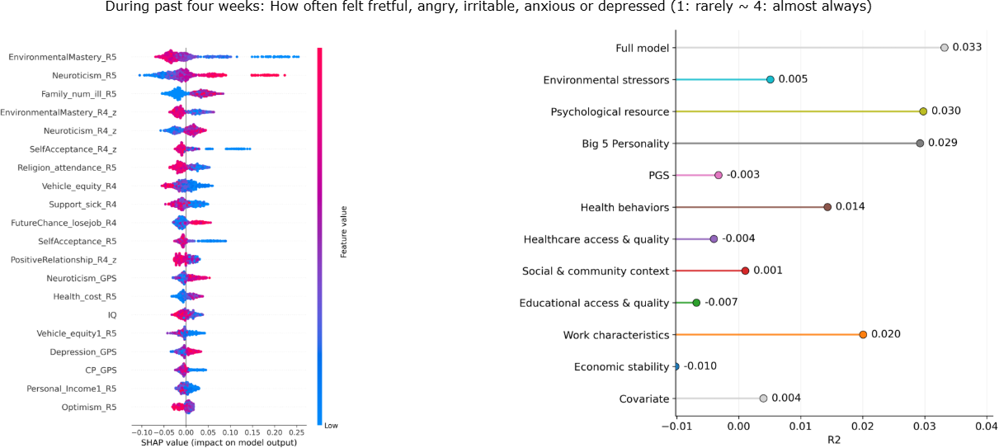 During past four weeks: How often felt fretful, angry, irritable, anxious or depressed (1: rarely ~ 4: almost always)
EnvironmentalMastery_R5
Neuroticism_R5
Family_num_ill_R5
EnvironmentalMastery_R4_z
Neuroticism_R4_z
SelfAcceptance_R4_z
Religion_attendance_R5
Vehicle_equity_R4
Support_sick_R4
FutureChance_losejob_R4
SelfAcceptance_R5
PositiveRelationship_R4_z
Neuroticism_GPS
Health_cost_R5
IQ
Vehicle_equity1_R5
Depression_GPS
CP_GPS
Personal_Income1_R5
Optimism_R5
−0.10 −0.05 0.00 0.05 0.10 0.15 0.20 0.25
SHAP value (impact on model output)
Feature value
Low
Full model 0.033
Environmental stressors 0.005
Psychological resource 0.030
Big 5 Personality 0.029
PGS -0.003
Health behaviors 0.014
Healthcare access & quality -0.004
Social & community context 0.001
Educational access & quality -0.007
Work characteristics 0.020
Economic stability -0.010
Covariate 0.004
−0.01 0.00 0.01 0.02 0.03 0.04
R2